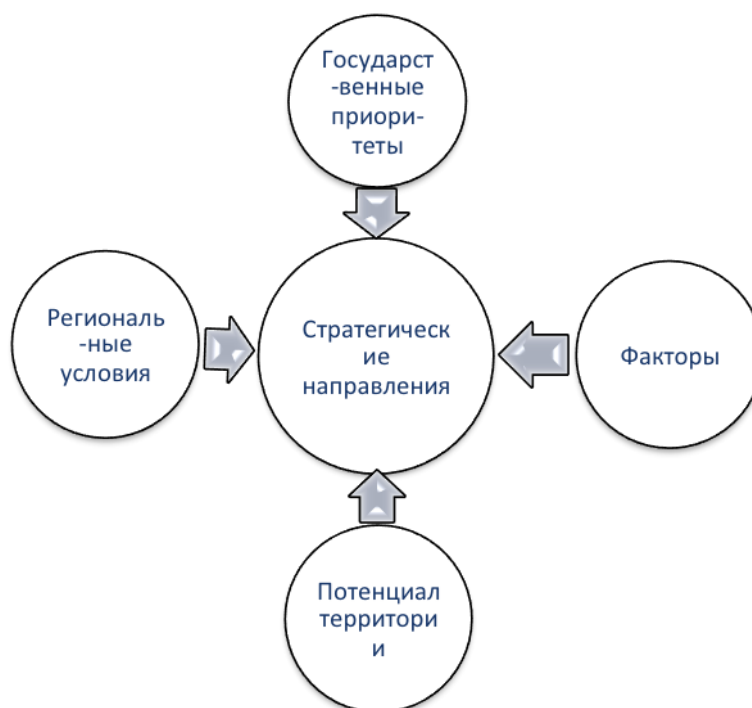 Государст
-венные
приори-
теты
Региональ
-ные
условия
Стратегическ
ие
направления
Факторы
Потенциал
территори
и